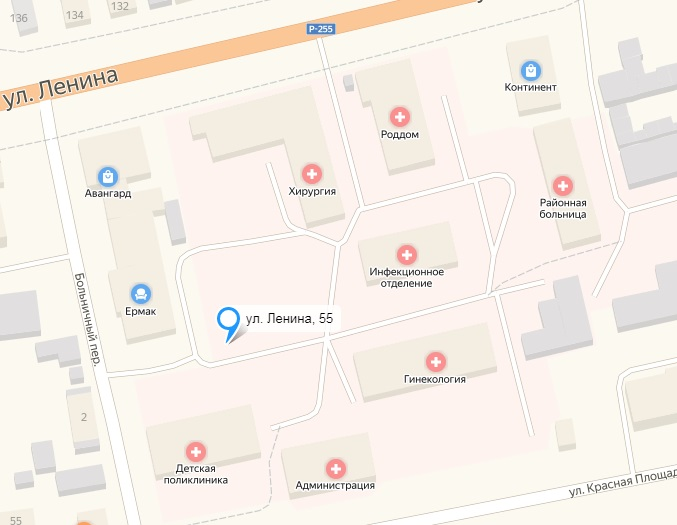 136
134
132
Р-255
ул. Ленина
Континент
Роддом
Авангард
Хирургия
Районная
больница
Инфекционное
отделение
Больничный пер.
Ермак
ул. Ленина, 55
Гинекология
2
Детская
поликлиника
Администрация
ул. Красная Площад
55